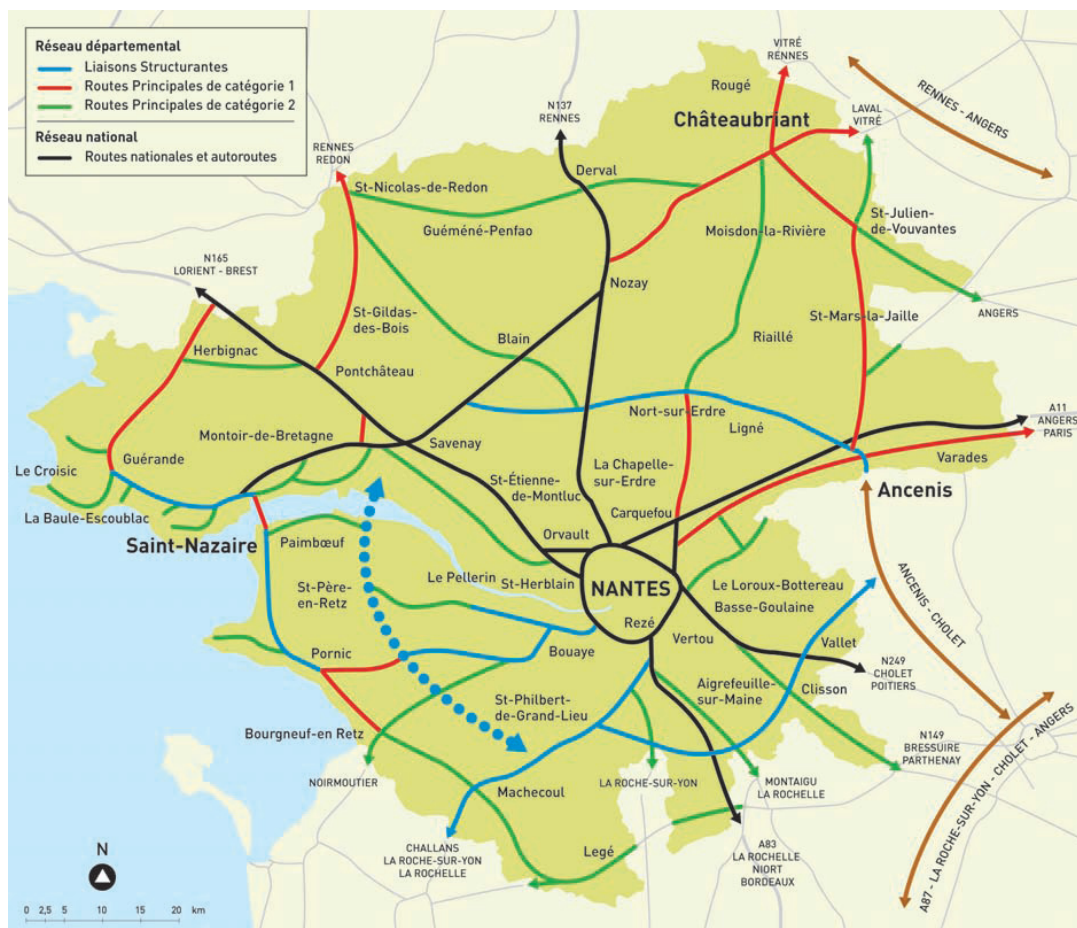 Réseau départemental
Liaisons Structurantes
Routes Principales de catégorie 1
Routes Principales de catégorie 2
Réseau national
Routes nationales et autoroutes
VITRÉ
RENNES
Rougé
N137
RENNES
Châteaubriant
LAVAL
VITRÉ
RENNES - ANGERS
RENNES
REDON
Derval
St-Nicolas-de-Redon
Guéméné-Penfao
Moisdon-la-Rivière
St-Julien-
de-Vouvantes
N165
LORIENT - BREST
Nozay
ANGERS
St-Gildas-
des-Bois
St-Mars-la-Jaille
Herbignac
Blain
Riaillé
Pontchâteau
Nort-sur-Erdre
Ligné
A11
ANGERS
PARIS
Montoir-de-Bretagne
Savenay
Varades
Le Croisic
Guérande
La Chapelle-
sur-Erdre
St-Étienne-
de-Montluc
Ancenis
La Baule-Escoublac
Carquefou
Saint-Nazaire
Orvault
Paimbœuf
Le Pellerin
St-Herblain
NANTES
Le Loroux-Bottereau
Basse-Goulaine
ANCENIS - CHOLET
St-Père-
en-Retz
Rezé
Vertou
Vallet
Pornic
Bouaye
N249
CHOLET
POITIERS
Aigrefeuille-
sur-Maine
Clisson
St-Philbert-
de-Grand-Lieu
Bourgneuf-en Retz
N149
BRESSUIRE
PARTHENAY
NOIRMOUTIER
LA ROCHE-SUR-YON
MONTAIGU
LA ROCHELLE
Machecoul
A87 - LA ROCHE-SUR-YON - CHOLET - ANGERS
CHALLANS
LA ROCHE-SUR-YON
LA ROCHELLE
Legé
A83
LA ROCHELLE
NIORT
BORDEAUX
N
0 2,5 5 10 15 20 km